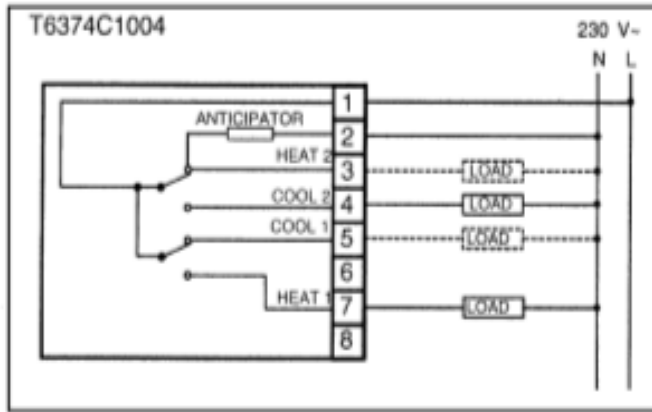 T6374C1004
230 V~
N L
1
ANTICIPATOR
2
HEAT 2
3
LOAD
COOL 2
4
LOAD
COOL 1
5
LOAD
6
HEAT 1
7
LOAD
8